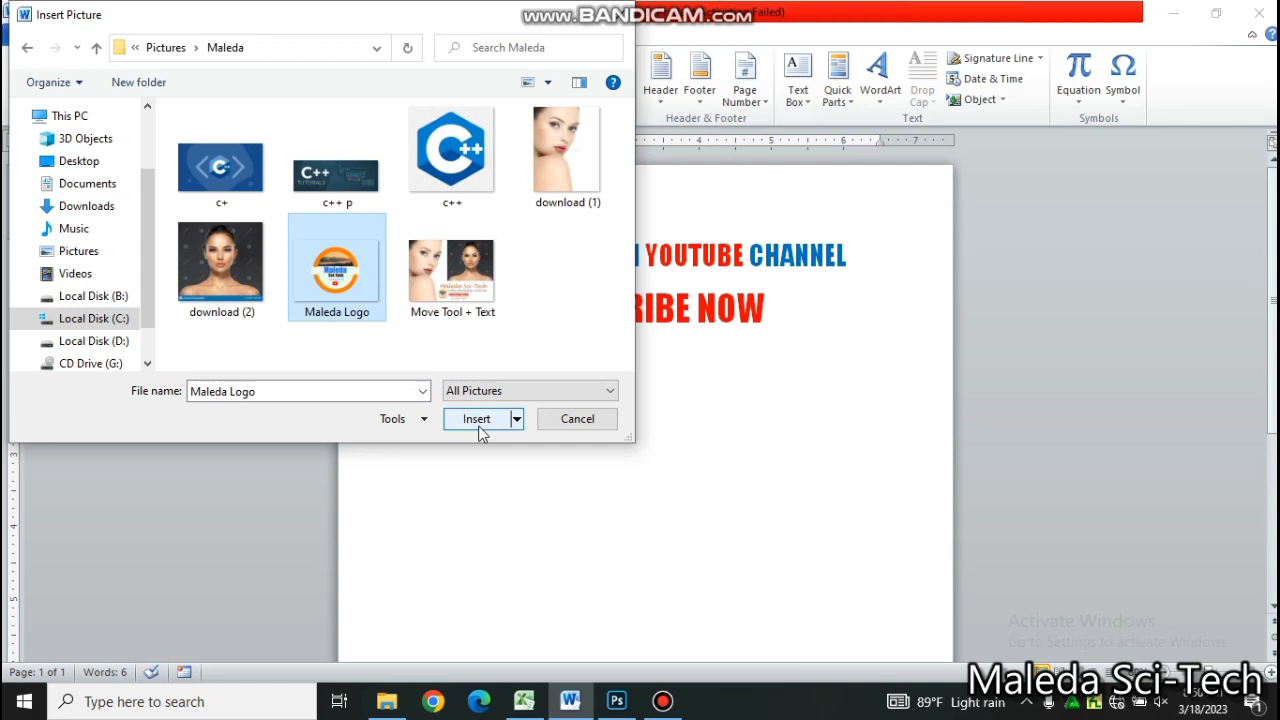 Insert Picture
www.BANDICAM.com
Failed)
Pictures
Maleda
Search Maleda
Organize
New folder
This PC
3D Objects
Desktop
Documents
Downloads
Music
Pictures
Videos
Local Disk (B:)
Local Disk (C:)
Local Disk (D:)
CD Drive (G:)
c+
c++ p
c++
download (1)
download (2)
Maleda Logo
Move Tool + Text
File name:
Maleda Logo
All Pictures
Tools
Insert
Cancel
Header
Footer
Page Number
Header & Footer
Text Box
Quick Parts
WordArt
Drop Cap
Signature Line
Date & Time
Object
Text
Equation
Symbol
Symbols
4 5 6 7
YOUTUBE CHANNEL
RIBE NOW
Activate Windows
Go to Settings to activate Windows.
Page: 1 of 1
Words: 6
Maleda Sci-Tech
Type here to search
89°F Light rain
3/18/2023